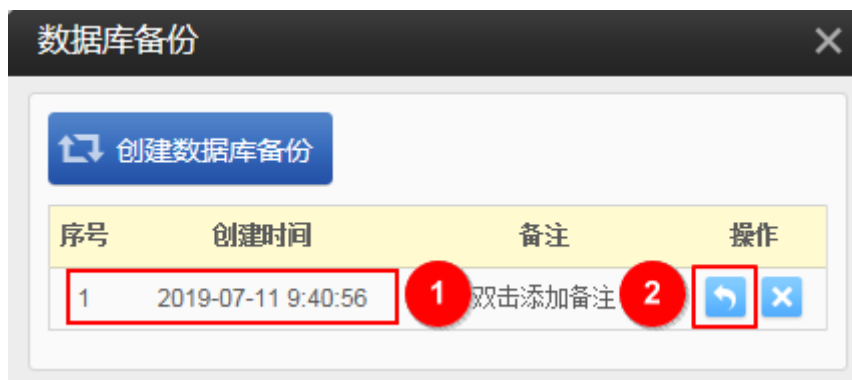 数据库备份
创建数据库备份
序号 创建时间 备注 操作
1 2019-07-11 9:40:56 1 双击添加备注 2